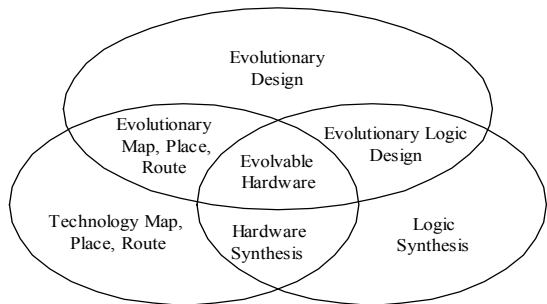 Evolutionary
Design
Evolutionary
Map, Place,
Route
Evolutionary Logic
Design
Evolvable
Hardware
Technology Map,
Place, Route
Hardware
Synthesis
Logic
Synthesis